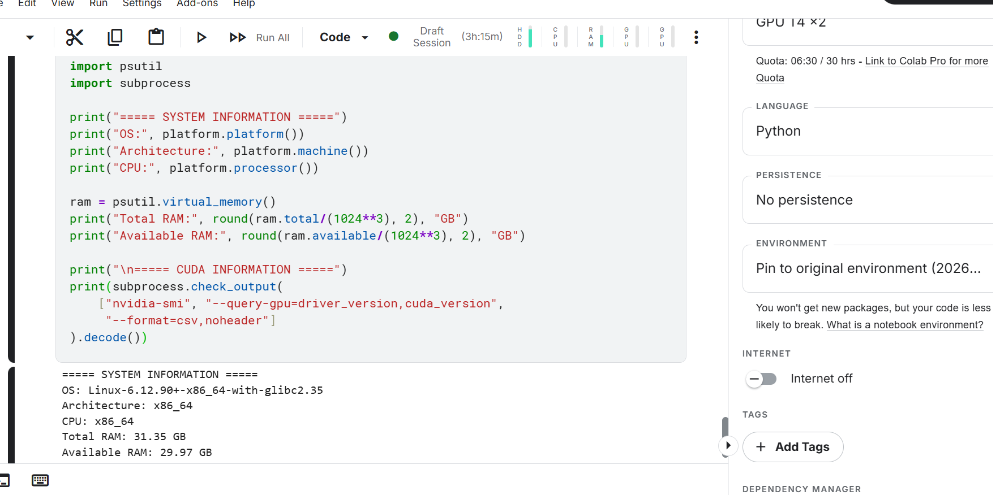 Edit View Run Settings Add-ons Help
Run All Code Draft Session (3h:15m) HDD CPU RAM GPU GPU
import psutil
import subprocess
print("===== SYSTEM INFORMATION =====")
print("OS:", platform.platform())
print("Architecture:", platform.machine())
print("CPU:", platform.processor())
ram = psutil.virtual_memory()
print("Total RAM:", round(ram.total/(1024**3), 2), "GB")
print("Available RAM:", round(ram.available/(1024**3), 2), "GB")
print("\n===== CUDA INFORMATION =====")
print(subprocess.check_output(
    ["nvidia-smi", "--query-gpu=driver_version,cuda_version",
     "--format=csv,noheader"]
).decode())
===== SYSTEM INFORMATION =====
OS: Linux-6.12.90+-x86_64-with-glibc2.35
Architecture: x86_64
CPU: x86_64
Total RAM: 31.35 GB
Available RAM: 29.97 GB
GPU T4 ×2
Quota: 06:30 / 30 hrs - Link to Colab Pro for more
Quota
LANGUAGE
Python
PERSISTENCE
No persistence
ENVIRONMENT
Pin to original environment (2026...
You won't get new packages, but your code is less
likely to break. What is a notebook environment?
INTERNET
Internet off
TAGS
+ Add Tags
DEPENDENCY MANAGER